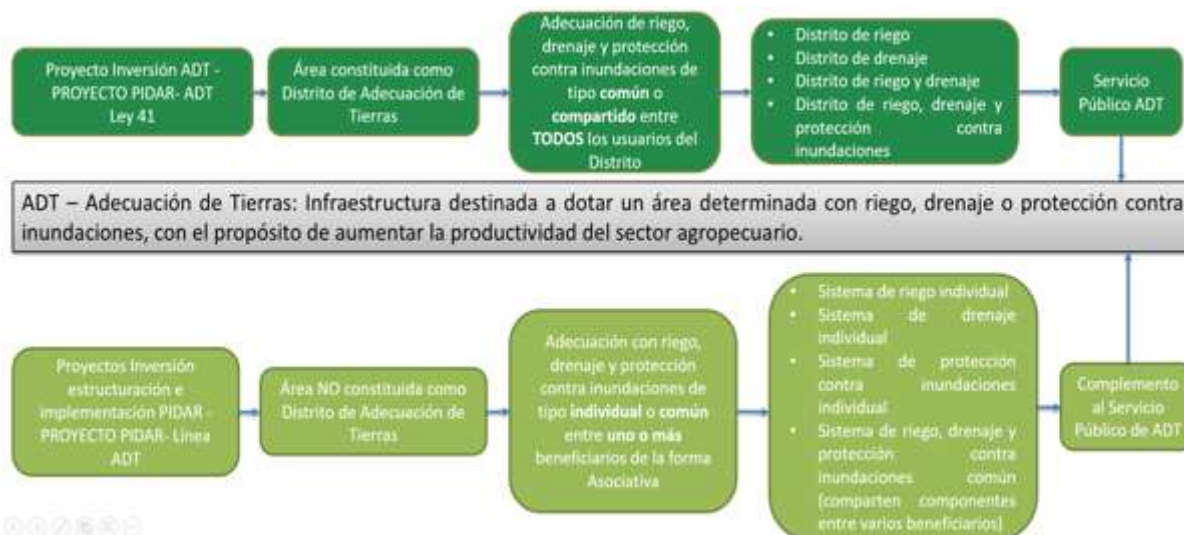 Proyecto Inversión ADT -
PROYECTO PIDAR- ADT
Ley 41
Área constituida como
Distrito de Adecuación de
Tierras
Adecuación de riego,
drenaje y protección
contra inundaciones de
tipo común o
compartido entre
TODOS los usuarios del
Distrito
• Distrito de riego
• Distrito de drenaje
• Distrito de riego y drenaje
• Distrito de riego, drenaje y
protección contra
inundaciones
Servicio
Público ADT
ADT – Adecuación de Tierras: Infraestructura destinada a dotar un área determinada con riego, drenaje o protección contra
inundaciones, con el propósito de aumentar la productividad del sector agropecuario.
Proyectos Inversión
estructuración e
implementación PIDAR -
PROYECTO PIDAR- Línea
ADT
Área NO constituida como
Distrito de Adecuación de
Tierras
Adecuación con riego,
drenaje y protección
contra inundaciones de
tipo individual o común
entre uno o más
beneficiarios de la forma
Asociativa
• Sistema de riego individual
• Sistema de drenaje
individual
• Sistema de protección
contra inundaciones
individual
• Sistema de riego, drenaje y
protección contra
inundaciones común
(comparten componentes
entre varios beneficiarios)
Complemento
al Servicio
Público de ADT